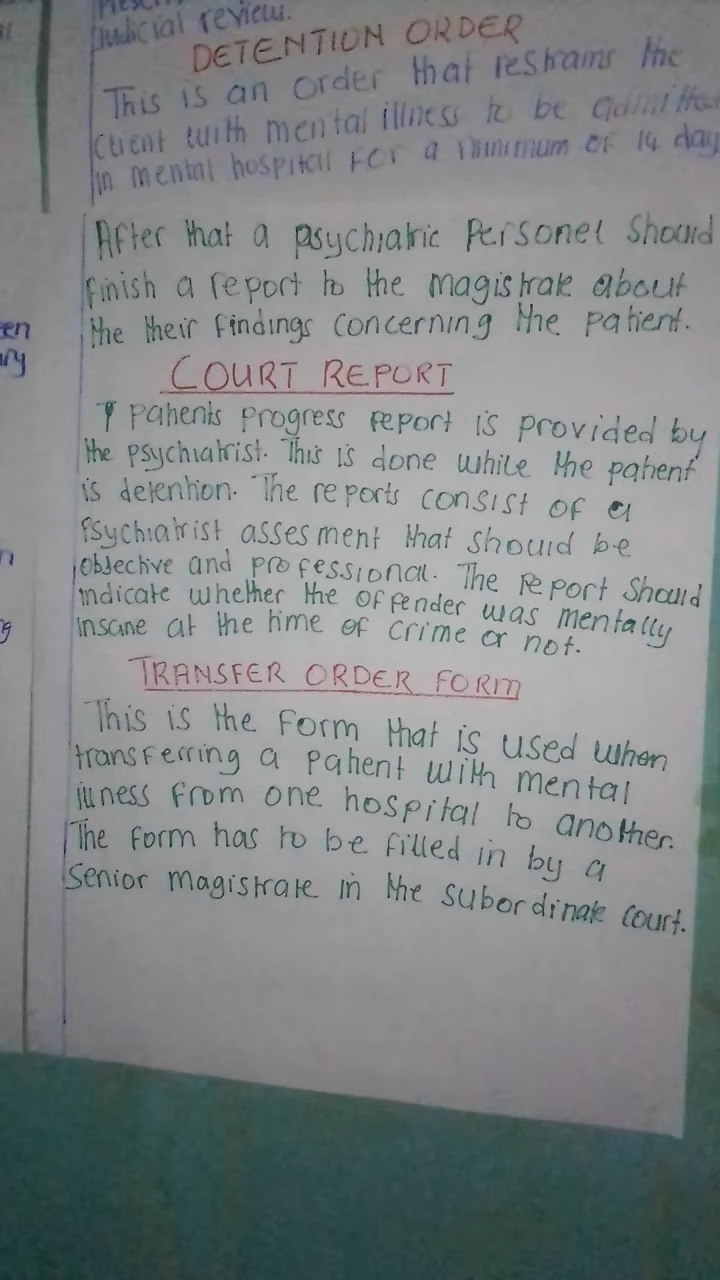 judicial review.
DETENTION ORDER
This is an order that restrains the
client with mental illness to be
in mental hospital for a minimum of 14 day
After that a psychiatric Personel Should
finish a report to the magistrate about
the their findings concerning the patient.
COURT REPORT
patients progress report is provided by
the psychiatrist. This is done while the patient
is detention. The reports consist of a
Psychiatrist assesment that should be
objective and professional. The report should
indicate whether the offender was mentally
insane at the time of crime or not.
TRANSFER ORDER FORM
This is the form that is used when
transferring a patient with mental
illness from one hospital to another.
The form has to be filled in by a
Senior magistrate in the subordinate court.